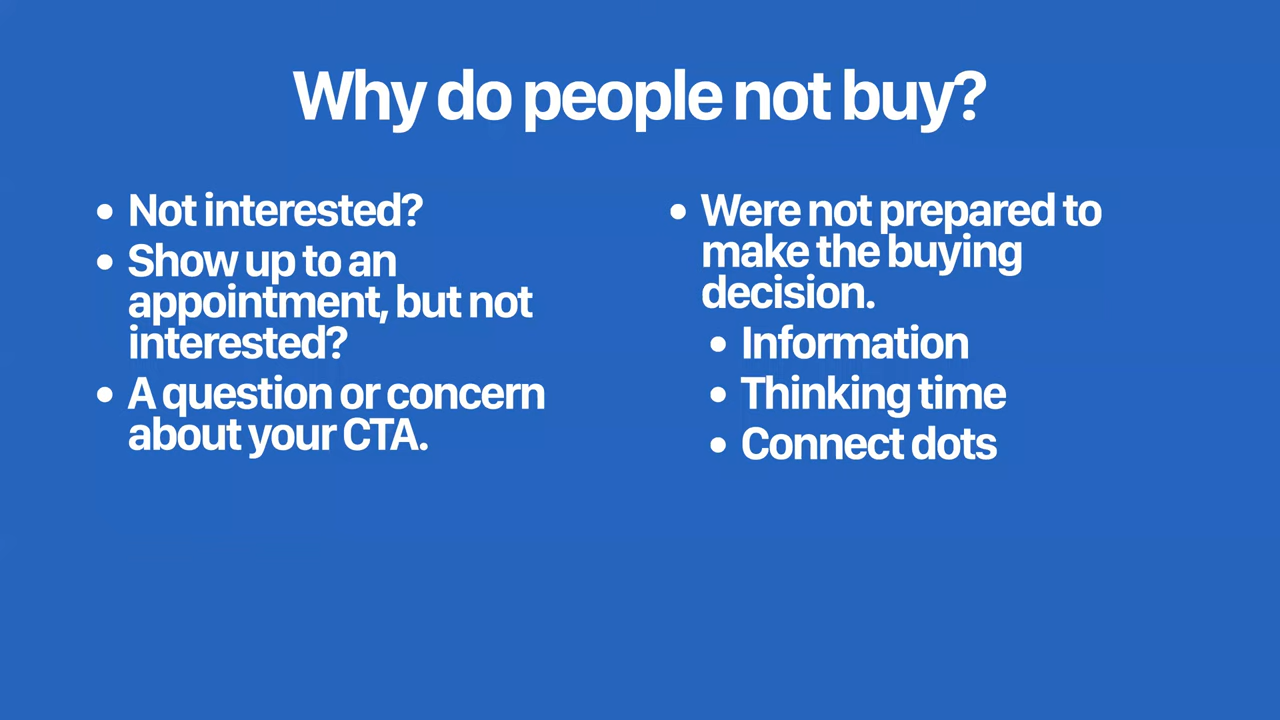 Why do people not buy?
• Not interested?
• Show up to an
appointment, but not
interested?
• A question or concern
about your CTA.
• Were not prepared to
make the buying
decision.
• Information
• Thinking time
• Connect dots